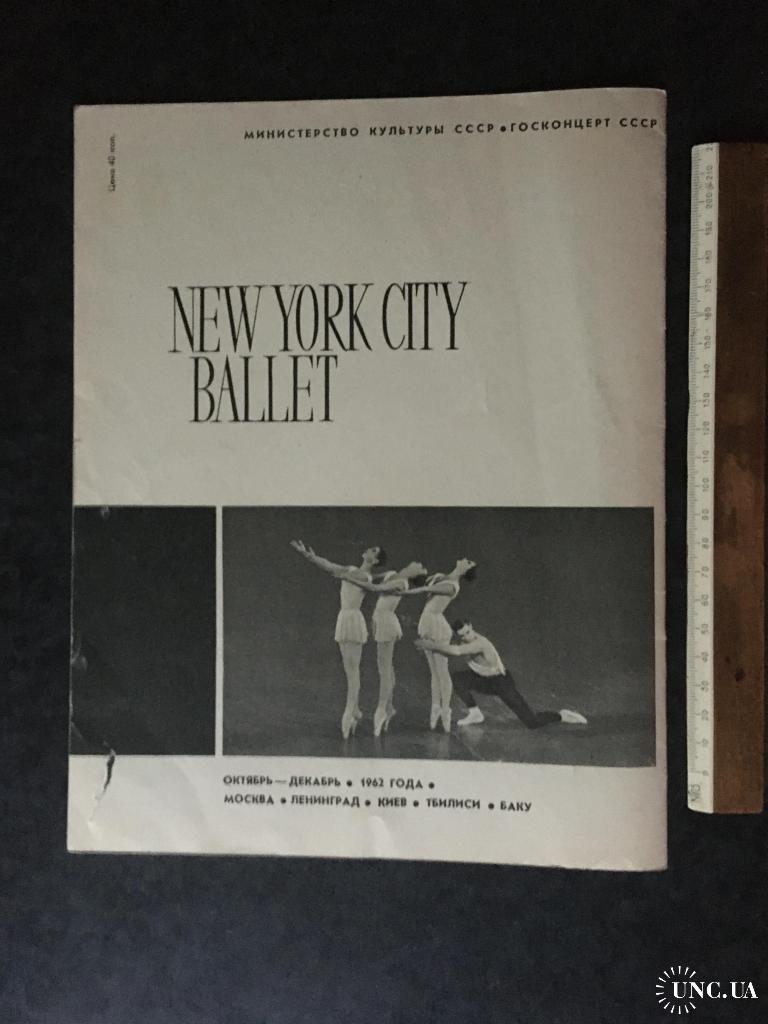 МИНИСТЕРСТВО КУЛЬТУРЫ СССР • ГОСКОНЦЕРТ СССР
Цена 40 коп.
NEW YORK CITY
BALLET
ОКТЯБРЬ — ДЕКАБРЬ • 1962 ГОДА •
МОСКВА • ЛЕНИНГРАД • КИЕВ • ТБИЛИСИ • БАКУ
UNC.UA